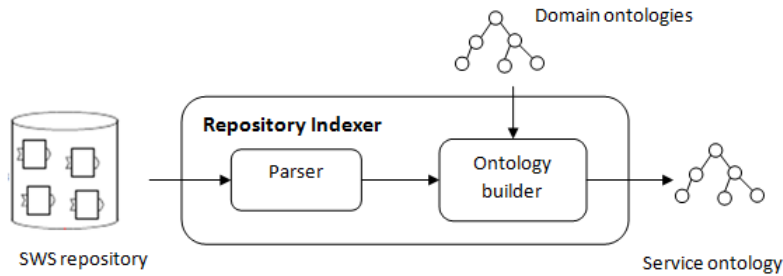 Domain ontologies
Repository Indexer
Parser
Ontology
builder
SWS repository
Service ontology